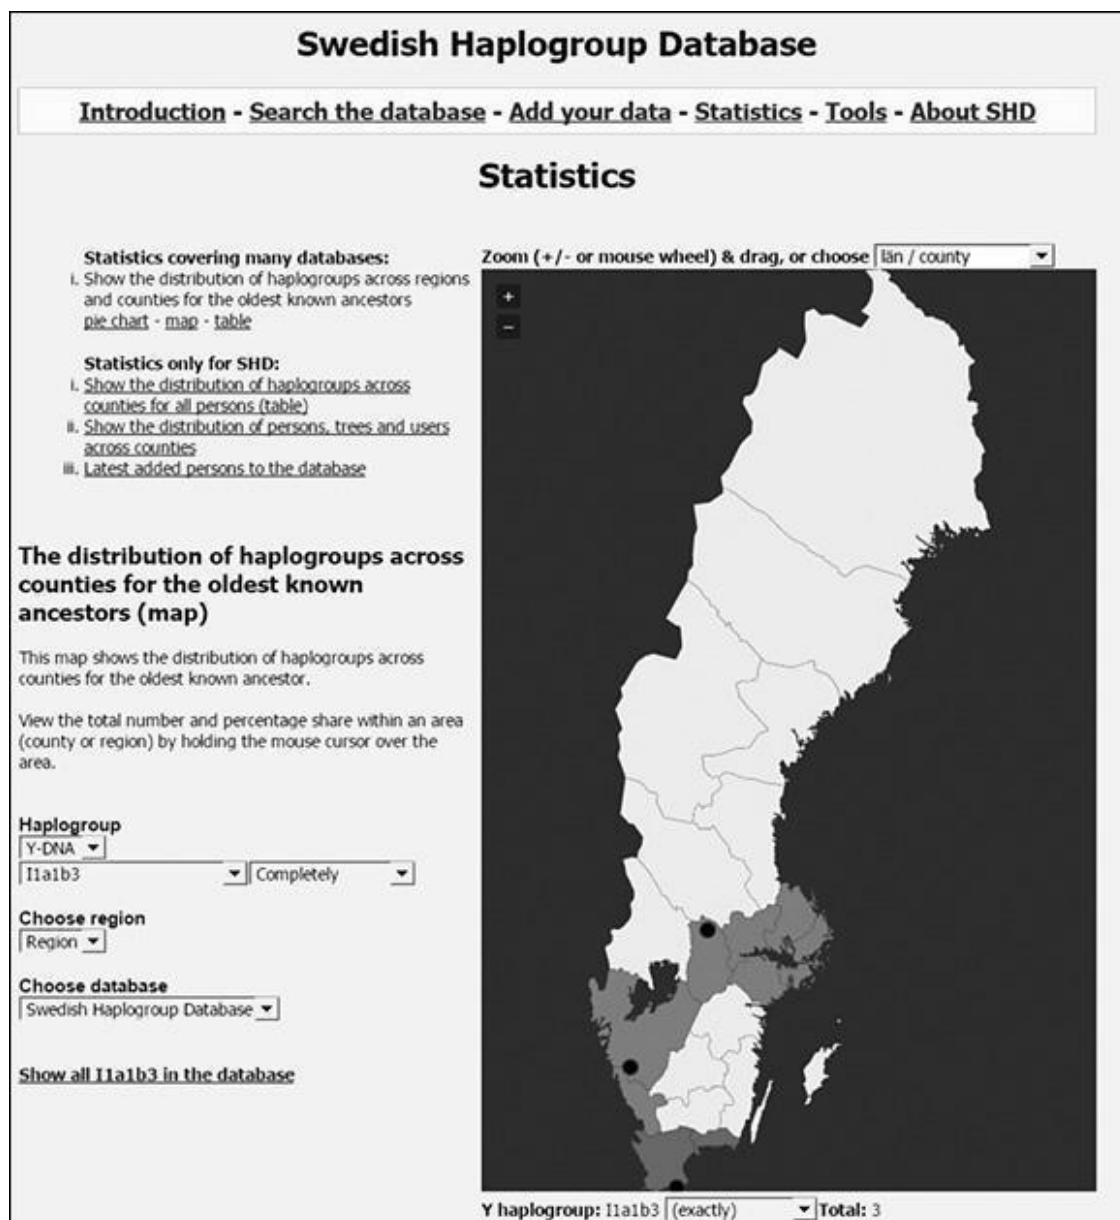 Swedish Haplogroup Database
Introduction - Search the database - Add your data - Statistics - Tools - About SHD
Statistics
Statistics covering many databases:
i. Show the distribution of haplogroups across regions
and counties for the oldest known ancestors
pie chart - map - table
Statistics only for SHD:
i. Show the distribution of haplogroups across
counties for all persons (table)
ii. Show the distribution of persons, trees and users
across counties
iii. Latest added persons to the database
The distribution of haplogroups across
counties for the oldest known
ancestors (map)
This map shows the distribution of haplogroups across
counties for the oldest known ancestor.
View the total number and percentage share within an area
(county or region) by holding the mouse cursor over the
area.
Haplogroup
Y-DNA
I1a1b3 Completely
Choose region
Region
Choose database
Swedish Haplogroup Database
Show all I1a1b3 in the database
Zoom (+/- or mouse wheel) & drag, or choose län / county
+
–
Y haplogroup: I1a1b3 (exactly) Total: 3